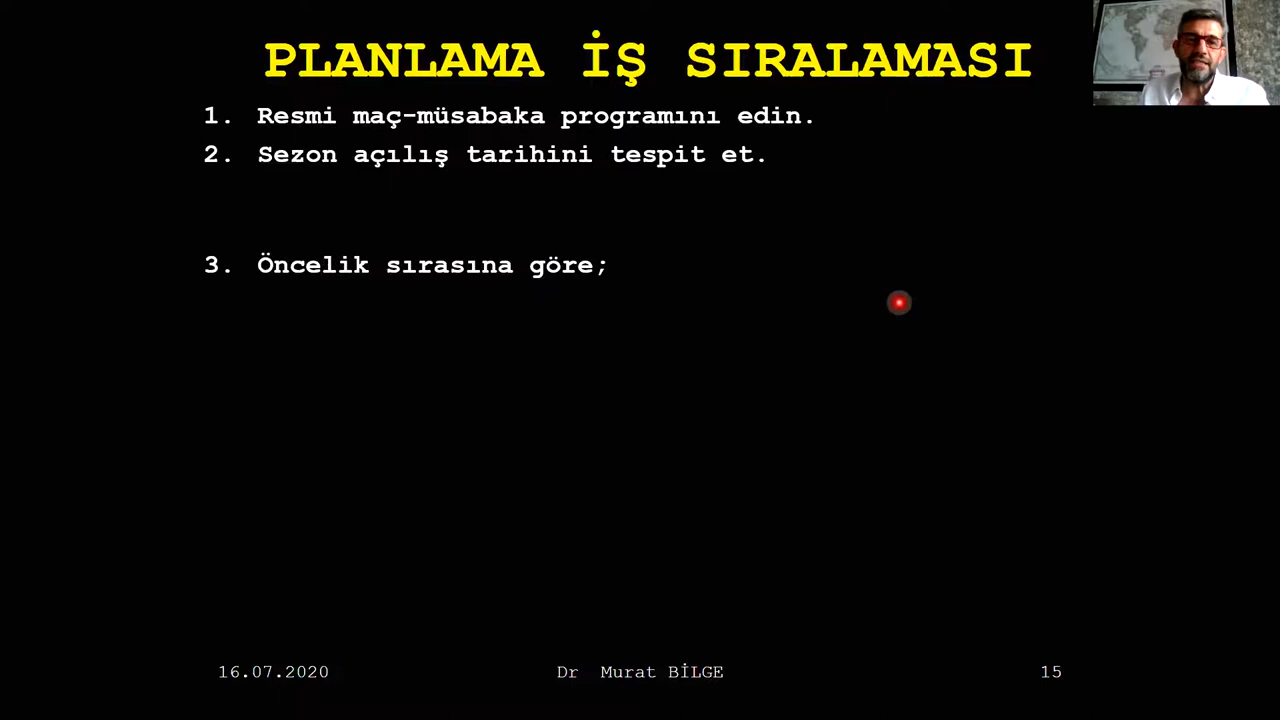 PLANLAMA İŞ SIRALAMASI
1. Resmi maç-müsabaka programını edin.
2. Sezon açılış tarihini tespit et.
3. Öncelik sırasına göre;
16.07.2020 Dr Murat BİLGE 15